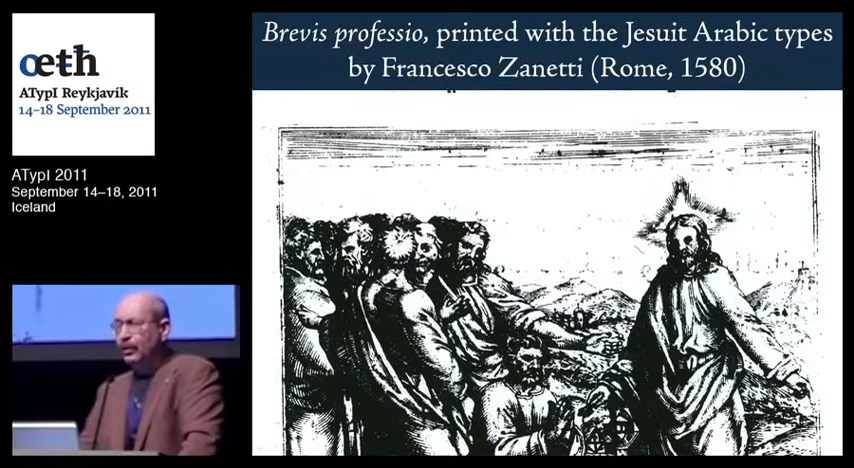 œðh
ATypI Reykjavík
14–18 September 2011
ATypI 2011
September 14–18, 2011
Iceland
Brevis professio, printed with the Jesuit Arabic types
by Francesco Zanetti (Rome, 1580)